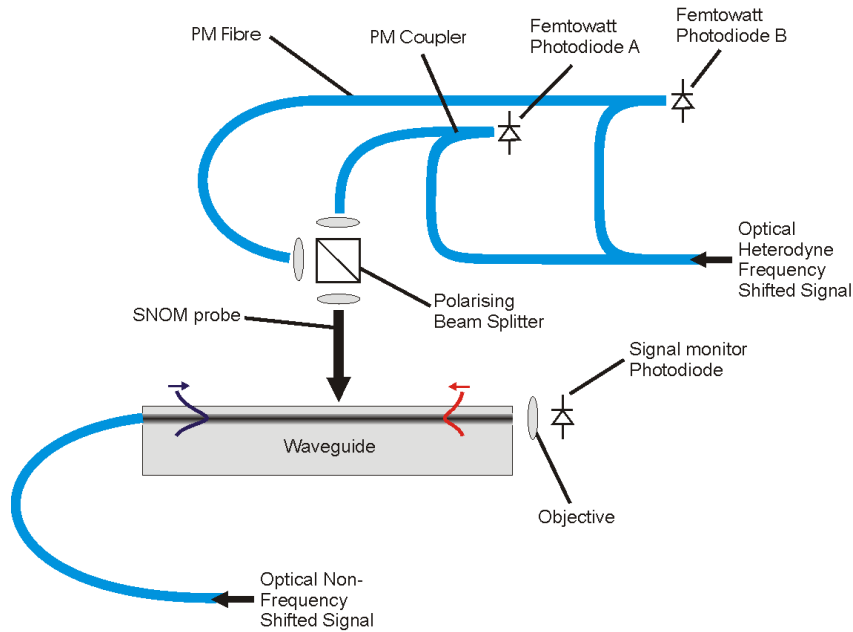 PM Fibre
PM Coupler
Femtowatt
Photodiode A
Femtowatt
Photodiode B
Optical
Heterodyne
Frequency
Shifted Signal
Polarising
Beam Splitter
SNOM probe
Signal monitor
Photodiode
Waveguide
Objective
Optical Non-
Frequency
Shifted Signal